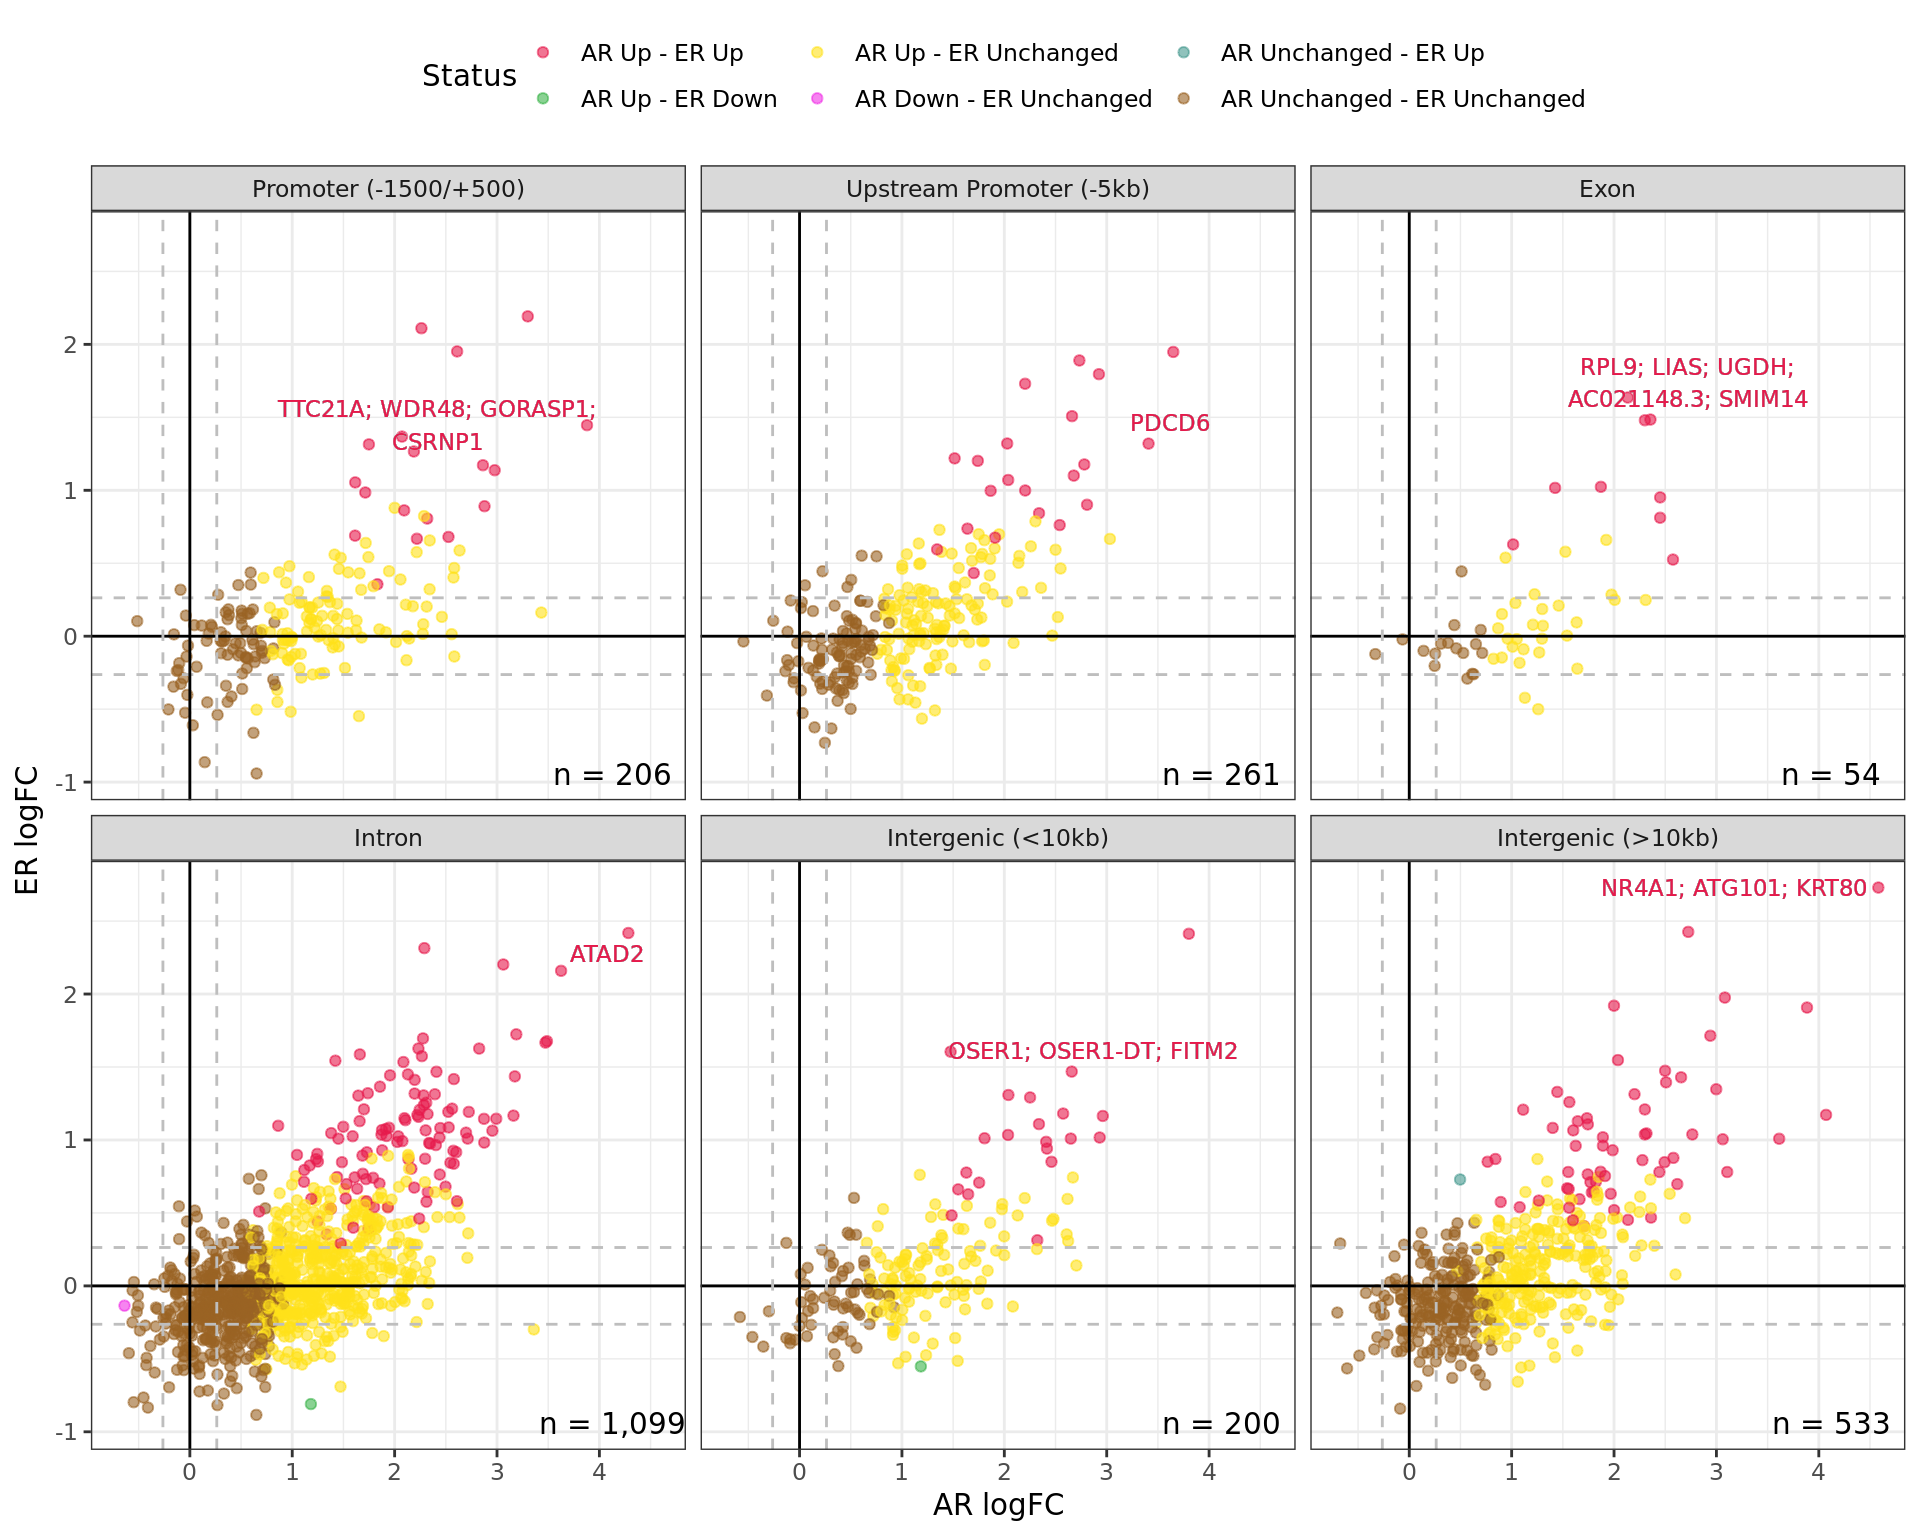 Status
AR Up - ER Up
AR Up - ER Unchanged
AR Unchanged - ER Up
AR Up - ER Down
AR Down - ER Unchanged
AR Unchanged - ER Unchanged
Promoter (-1500/+500)
Upstream Promoter (-5kb)
Exon
2
1
0
-1
TTC21A; WDR48; GORASP1;
CSRNP1
n = 206
PDCD6
n = 261
RPL9; LIAS; UGDH;
AC021148.3; SMIM14
n = 54
ER logFC
Intron
Intergenic (<10kb)
Intergenic (>10kb)
2
1
0
-1
ATAD2
n = 1,099
OSER1; OSER1-DT; FITM2
n = 200
NR4A1; ATG101; KRT80
n = 533
0 1 2 3 4
0 1 2 3 4
0 1 2 3 4
AR logFC